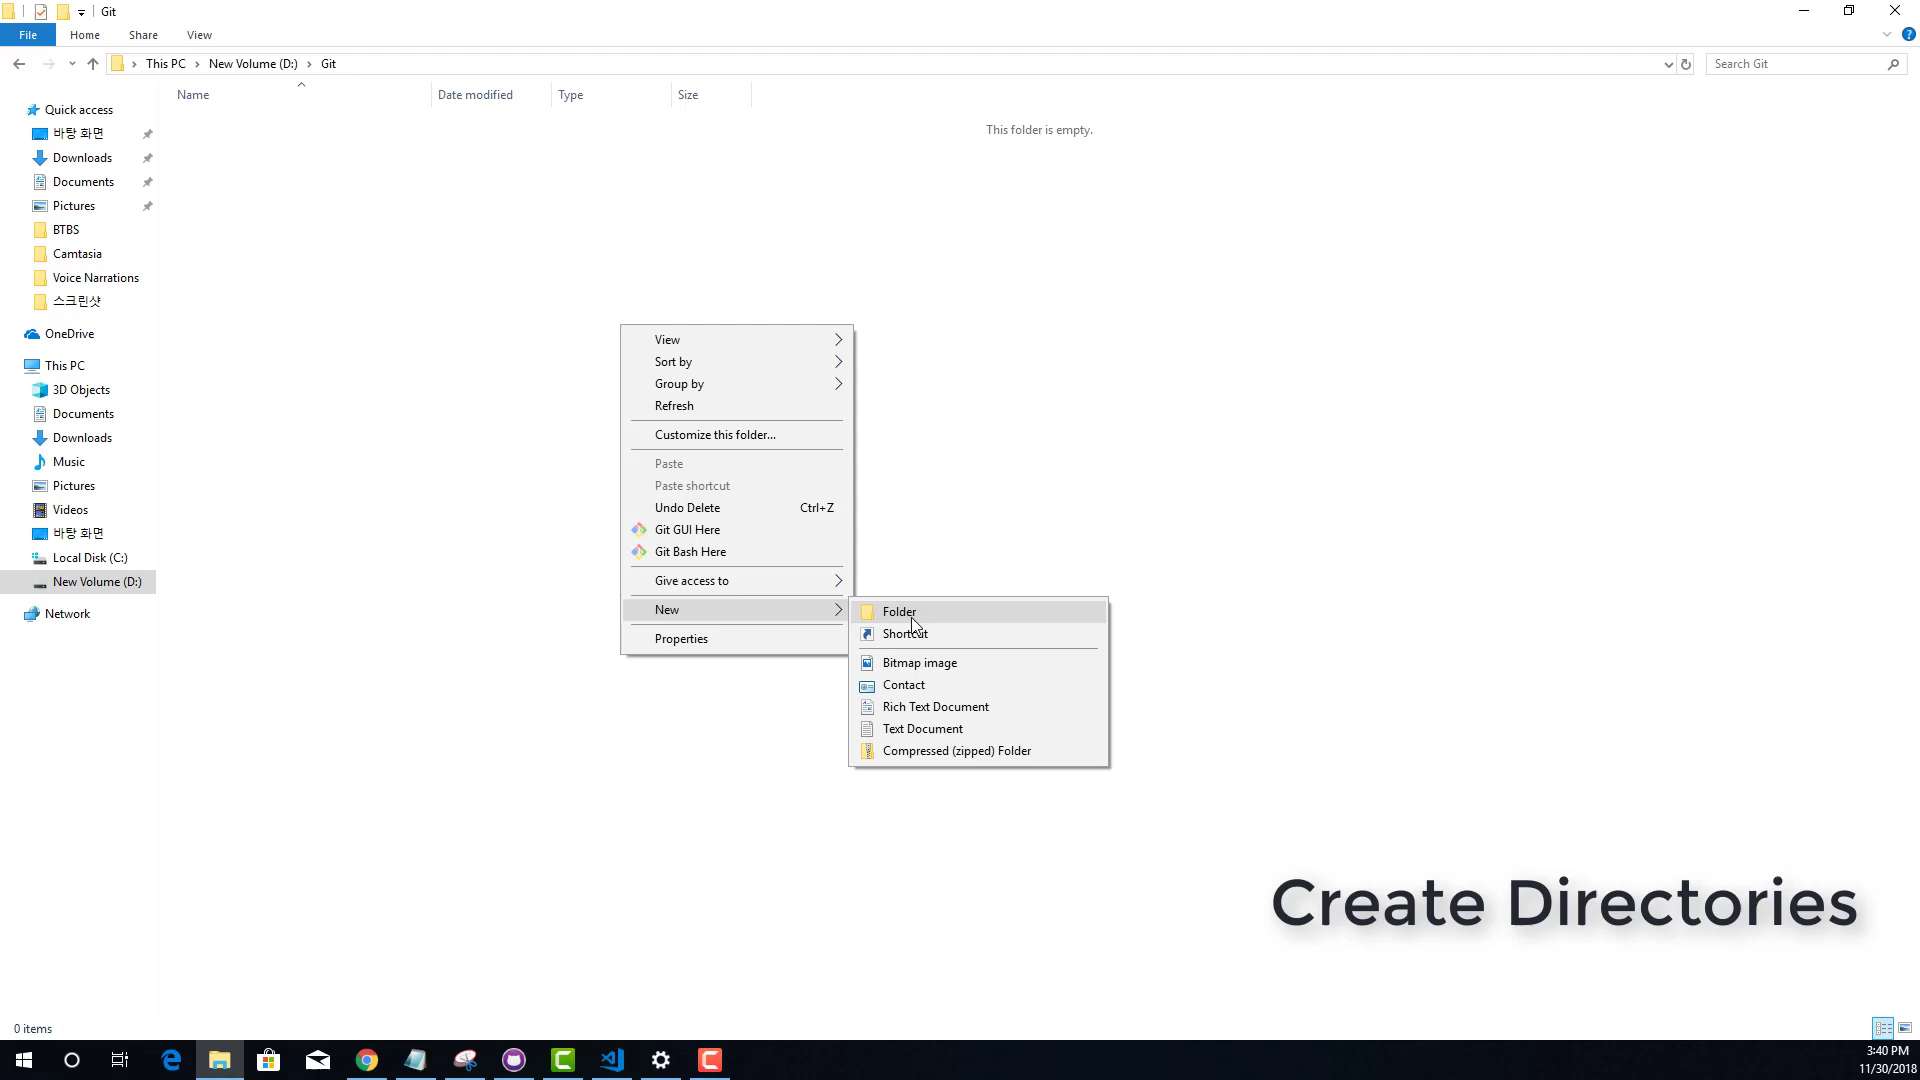 Git
File Home Share View
This PC New Volume (D:) Git
Search Git
Name Date modified Type Size
This folder is empty.
Quick access
바탕 화면
Downloads
Documents
Pictures
BTBS
Camtasia
Voice Narrations
스크린샷
OneDrive
This PC
3D Objects
Documents
Downloads
Music
Pictures
Videos
바탕 화면
Local Disk (C:)
New Volume (D:)
Network
View
Sort by
Group by
Refresh
Customize this folder...
Paste
Paste shortcut
Undo Delete Ctrl+Z
Git GUI Here
Git Bash Here
Give access to
New
Properties
Folder
Shortcut
Bitmap image
Contact
Rich Text Document
Text Document
Compressed (zipped) Folder
Create Directories
0 items
3:40 PM
11/30/2018